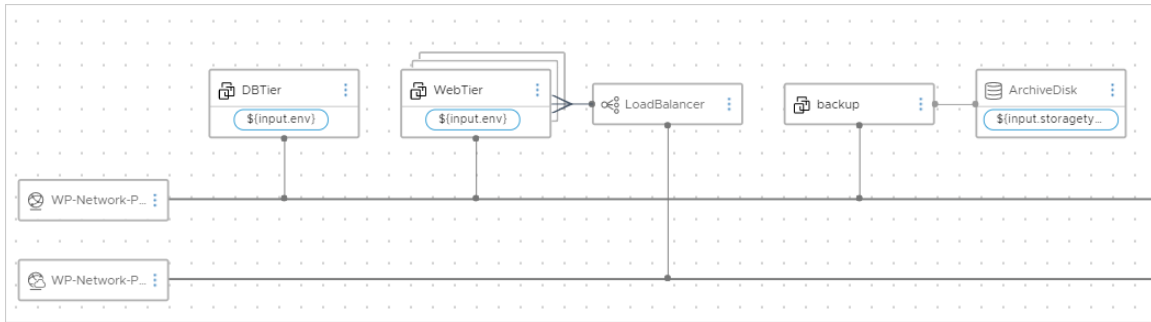 DBTier
${input.env}
WebTier
${input.env}
LoadBalancer
backup
ArchiveDisk
${input.storagety...
WP-Network-P...
WP-Network-P...